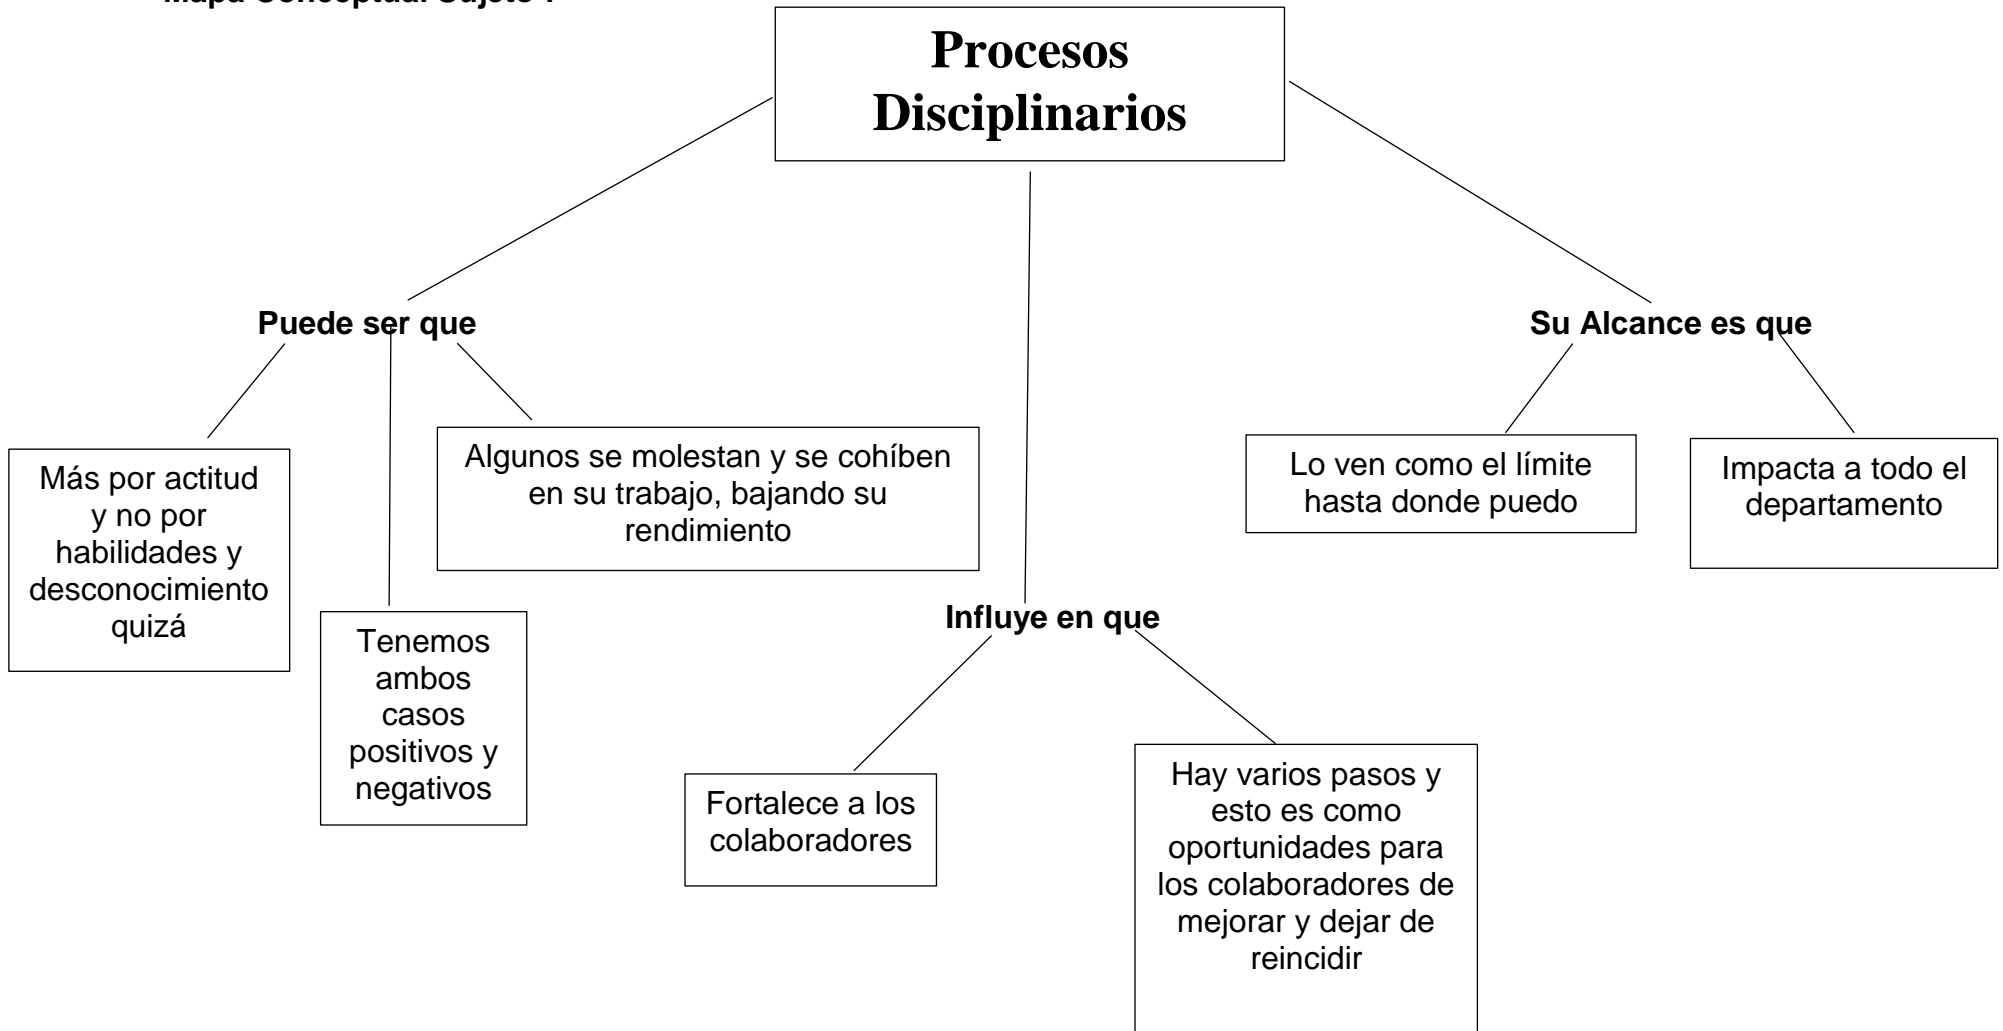 Mapa Conceptual Sujeto
Procesos
Disciplinarios
Puede ser que
Su Alcance es que
Más por actitud
y no por
habilidades y
desconocimiento
quizá
Tenemos
ambos
casos
positivos y
negativos
Algunos se molestan y se cohíben
en su trabajo, bajando su
rendimiento
Lo ven como el límite
hasta donde puedo
Impacta a todo el
departamento
Influye en que
Fortalece a los
colaboradores
Hay varios pasos y
esto es como
oportunidades para
los colaboradores de
mejorar y dejar de
reincidir